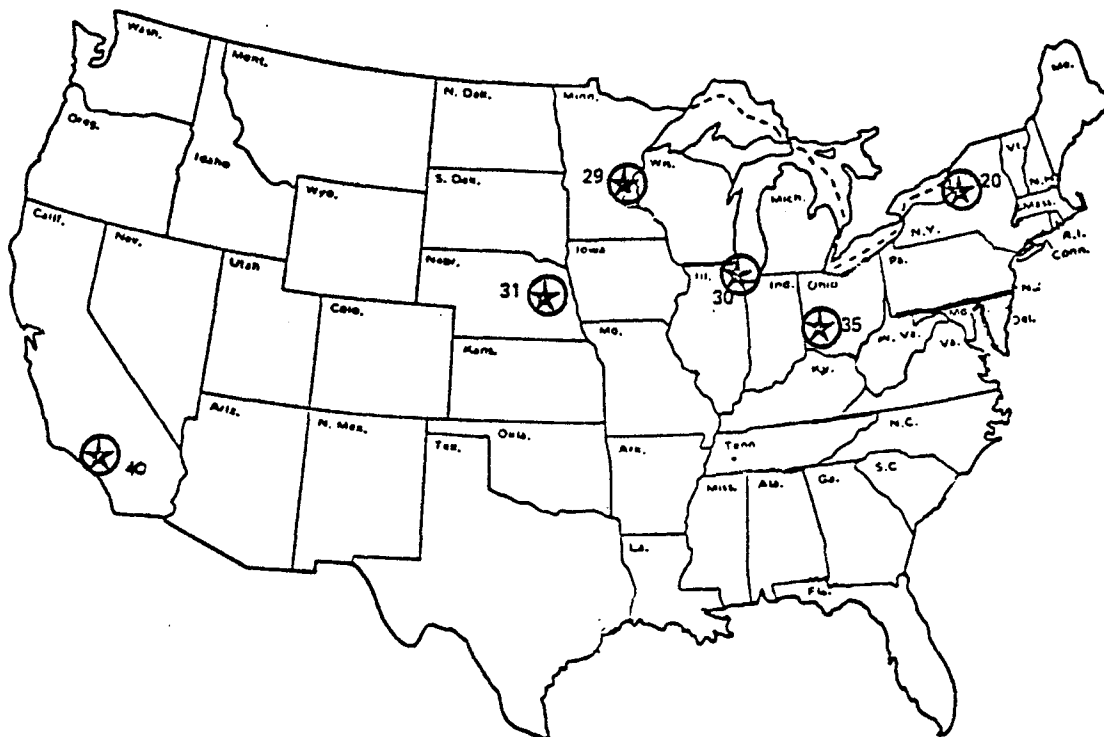 Wash.
Mont.
N. Dak.
Minn.
Me.
Oreg.
Idaho
S. Dak.
29
Wis.
Mich.
Vt.
N.H.
20
Mass.
Wyo.
Calif.
Nev.
Utah
Nebr.
31
Iowa
Ill.
30
Ind.
Ohio
35
Pa.
N.Y.
R.I.
Conn.
N.J.
Del.
Md.
W. Va.
Va.
Colo.
Kans.
Mo.
Ky.
40
Ariz.
N. Mex.
Tex.
Okla.
Ark.
Tenn
N.C.
S.C
Miss.
Ala.
Ga.
La.
Fla.